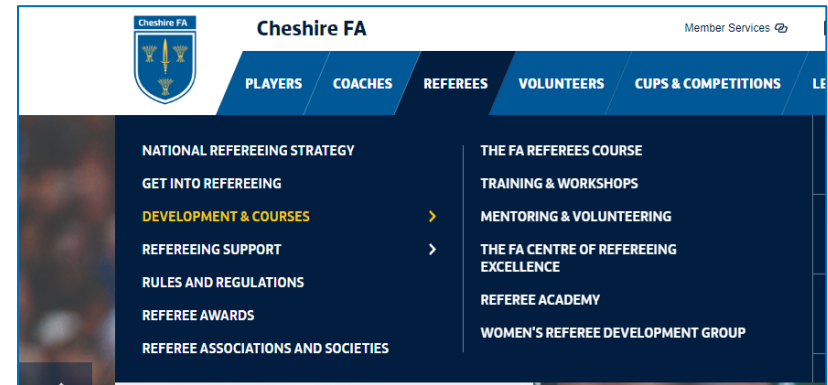 Cheshire FA
Cheshire FA
Member Services
PLAYERS
COACHES
REFEREES
VOLUNTEERS
CUPS & COMPETITIONS
NATIONAL REFEREEING STRATEGY
GET INTO REFEREEING
DEVELOPMENT & COURSES
REFEREEING SUPPORT
RULES AND REGULATIONS
REFEREE AWARDS
REFEREE ASSOCIATIONS AND SOCIETIES
THE FA REFEREES COURSE
TRAINING & WORKSHOPS
MENTORING & VOLUNTEERING
THE FA CENTRE OF REFEREEING
EXCELLENCE
REFEREE ACADEMY
WOMEN'S REFEREE DEVELOPMENT GROUP